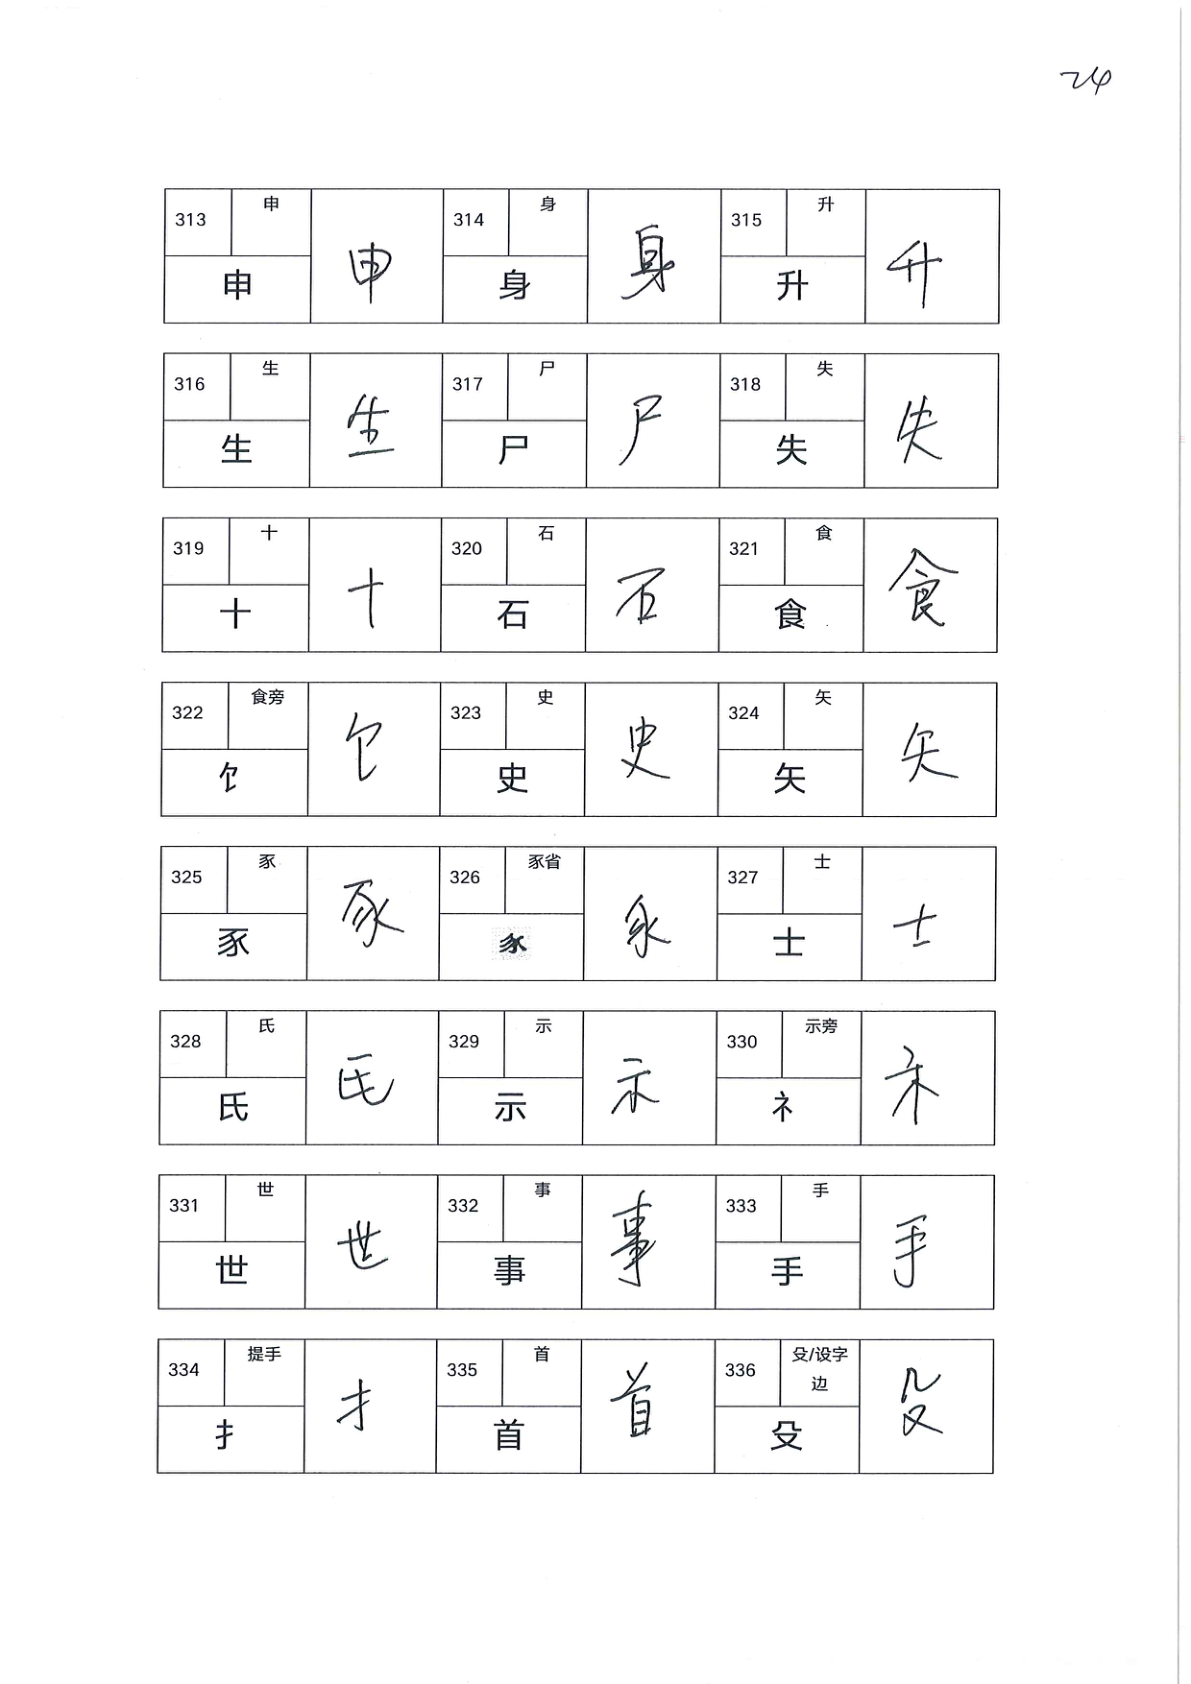 24
313 申 申 申 314 身 身 身 315 升 升 升
316 生 生 生 317 尸 尸 尸 318 失 失 失
319 十 十 十 320 石 石 石 321 食 食 食
322 食旁 饣 饣 323 史 史 史 324 矢 矢 矢
325 豕 豕 豕 326 豕省 327 士 士 士
328 氏 氏 氏 329 示 示 示 330 示旁 礻 礻
331 世 世 世 332 事 事 事 333 手 手 手
334 提手 扌 扌 335 首 首 首 336 殳/设字
边 殳 殳